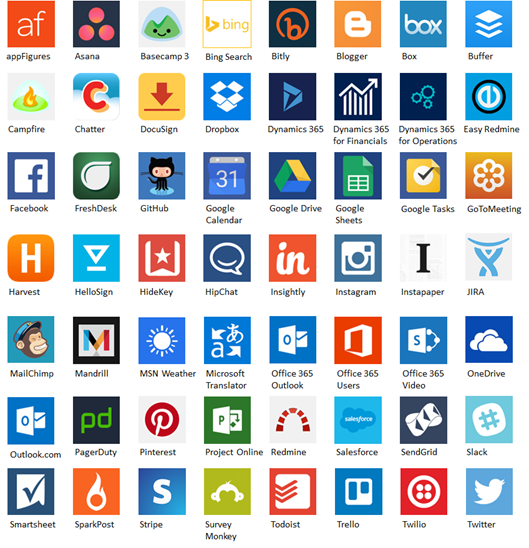 af
bing
box
appFigures Asana Basecamp 3 Bing Search Bitly Blogger Box Buffer
Campfire Chatter DocuSign Dropbox Dynamics 365 Dynamics 365 Dynamics 365 Easy Redmine
for Financials for Operations
31
Facebook FreshDesk GitHub Google Google Drive Google Google Tasks GoToMeeting
Calendar Sheets
H
in
I
Harvest HelloSign HideKey HipChat Insightly Instagram Instapaper JIRA
M
MailChimp Mandrill MSN Weather Microsoft Office 365 Office 365 Office 365 OneDrive
Translator Outlook Users Video
pd
salesforce
Outlook.com PagerDuty Pinterest Project Online Redmine Salesforce SendGrid Slack
S
Smartsheet SparkPost Stripe Survey Todoist Trello Twilio Twitter
Monkey